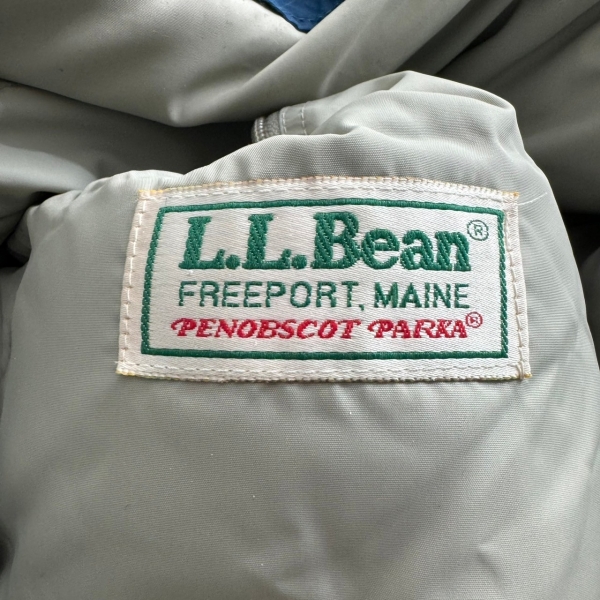 L.L.Bean®
FREEPORT, MAINE
PENOBSCOT PARKA®